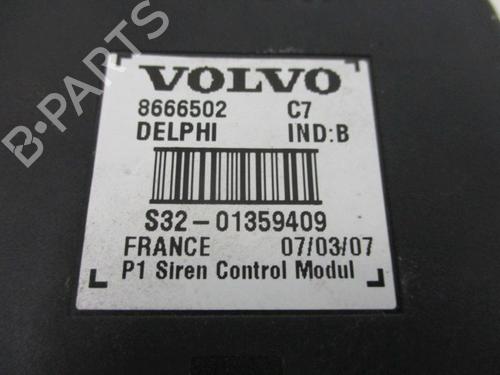 VOLVO
8666502 C7
DELPHI IND:B
S32-01359409
FRANCE 07/03/07
P1 Siren Control Modul
B-PARTS